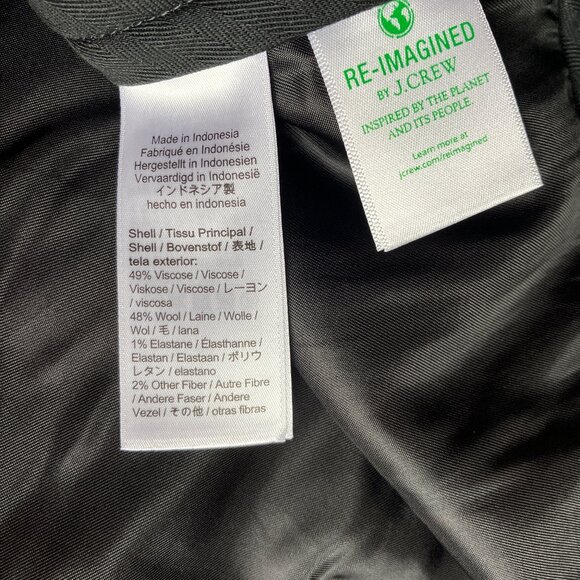 Made in Indonesia
Fabriqué en Indonésie
Hergestellt in Indonesien
Vervaardigd in Indonesië
インドネシア製
hecho en indonesia
Shell / Tissu Principal /
Shell / Bovenstof / 表地 /
tela exterior:
49% Viscose / Viscose /
Viskose / Viscose / レーヨン
/ viscosa
48% Wool / Laine / Wolle /
Wol / 毛 / lana
1% Elastane / Élasthanne /
Elastan / Elastaan / ポリウ
レタン / elastano
2% Other Fiber / Autre Fibre
/ Andere Faser / Andere
Vezel / その他 / otras fibras
RE-IMAGINED
BY J.CREW
INSPIRED BY THE PLANET
AND ITS PEOPLE
Learn more at
jcrew.com/reimagined